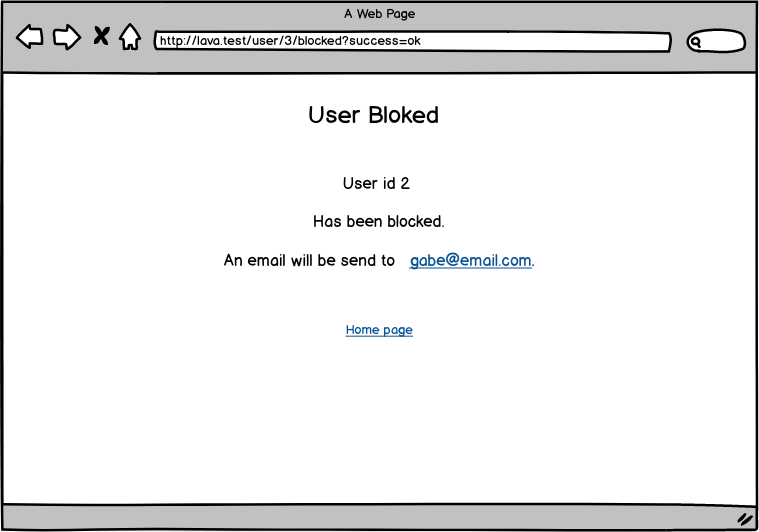 A Web Page
http://lava.test/user/3/blocked?success=ok
User Bloked
User id 2
Has been blocked.
An email will be send to gabe@email.com.
Home page